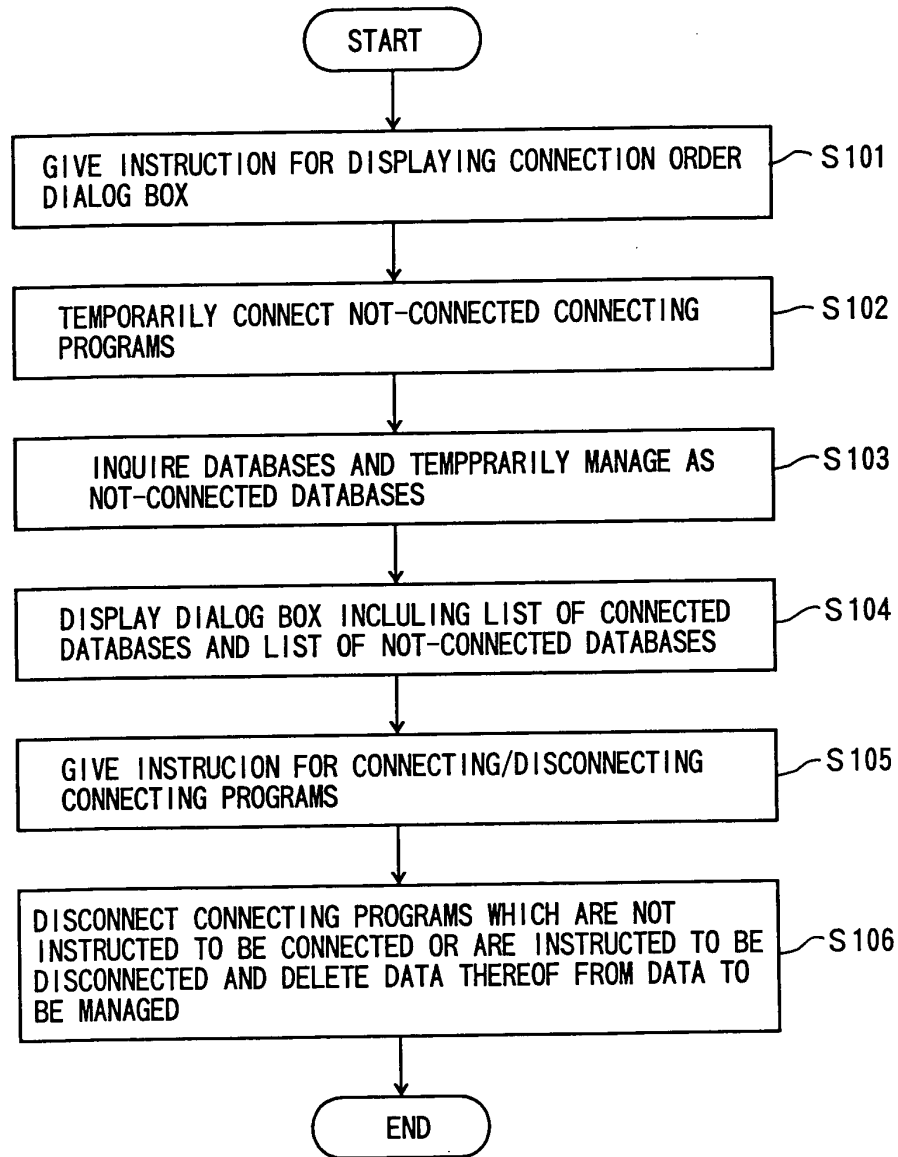 START
GIVE INSTRUCTION FOR DISPLAYING CONNECTION ORDER
DIALOG BOX
S101
TEMPORARILY CONNECT NOT-CONNECTED CONNECTING
PROGRAMS
S102
INQUIRE DATABASES AND TEMPPRARILY MANAGE AS
NOT-CONNECTED DATABASES
S103
DISPLAY DIALOG BOX INCLULING LIST OF CONNECTED
DATABASES AND LIST OF NOT-CONNECTED DATABASES
S104
GIVE INSTRUCION FOR CONNECTING/DISCONNECTING
CONNECTING PROGRAMS
S105
DISCONNECT CONNECTING PROGRAMS WHICH ARE NOT
INSTRUCTED TO BE CONNECTED OR ARE INSTRUCTED TO BE
DISCONNECTED AND DELETE DATA THEREOF FROM DATA TO
BE MANAGED
S106
END